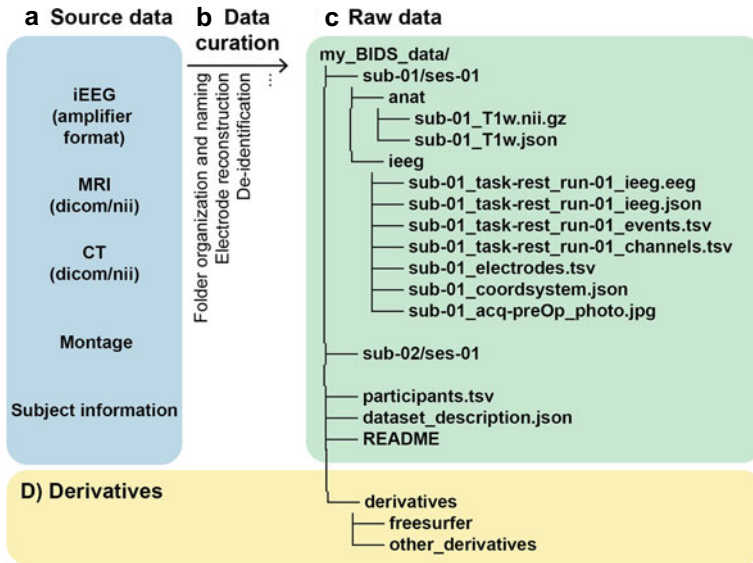 a Source data
iEEG
(amplifier
format)
MRI
(dicom/nii)
CT
(dicom/nii)
Montage
Subject information
b Data
curation
Folder organization and naming
Electrode reconstruction
De-identification
...
c Raw data
my_BIDS_data/
sub-01/ses-01
anat
sub-01_T1w.nii.gz
sub-01_T1w.json
ieeg
sub-01_task-rest_run-01_ieeg.eeg
sub-01_task-rest_run-01_ieeg.json
sub-01_task-rest_run-01_events.tsv
sub-01_task-rest_run-01_channels.tsv
sub-01_electrodes.tsv
sub-01_coordsystem.json
sub-01_acq-preOp_photo.jpg
sub-02/ses-01
participants.tsv
dataset_description.json
README
D) Derivatives
derivatives
freesurfer
other_derivatives